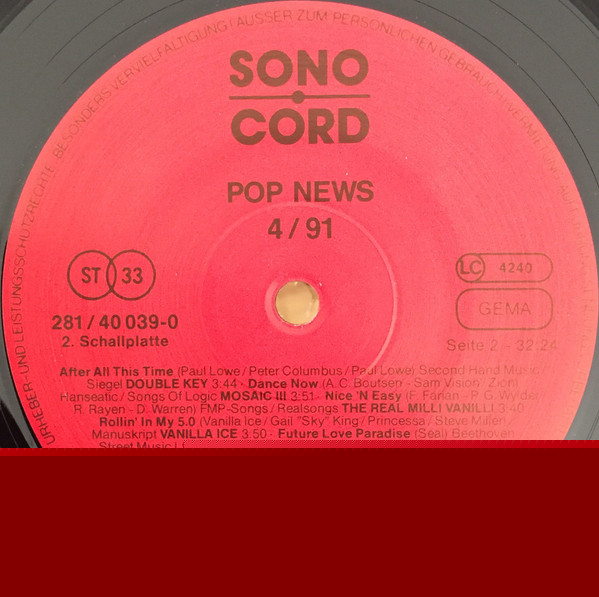 URHEBER- UND LEISTUNGSSCHUTZRECHTE · BESONDERS VERVIELFÄLTIGUNG / AUSSER ZUM PERSÖNLICHEN GEBRAUCH
SONO
CORD
POP NEWS
4/91
ST 33
LC 4240
GEMA
281/40 039-0
2. Schallplatte
Seite 2 - 32:24
After All This Time (Paul Lowe / Peter Columbus / Paul Lowe) Second Hand Music /
Siegel DOUBLE KEY 3:44 · Dance Now (A. C. Boutsen - Sam Vision / Zion)
Hanseatic / Songs Of Logic MOSAIC III 3:51 · Nice 'N Easy (F. Farian - P. G. Wylder -
R. Rayen - D. Warren) FMP-Songs / Realsongs THE REAL MILLI VANILLI 3:40
Rollin' In My 5.0 (Vanilla Ice / Gail "Sky" King / Princessa / Steve Miller)
Manuskript VANILLA ICE 3:50 · Future Love Paradise (Seal) Beethoven
Street Music